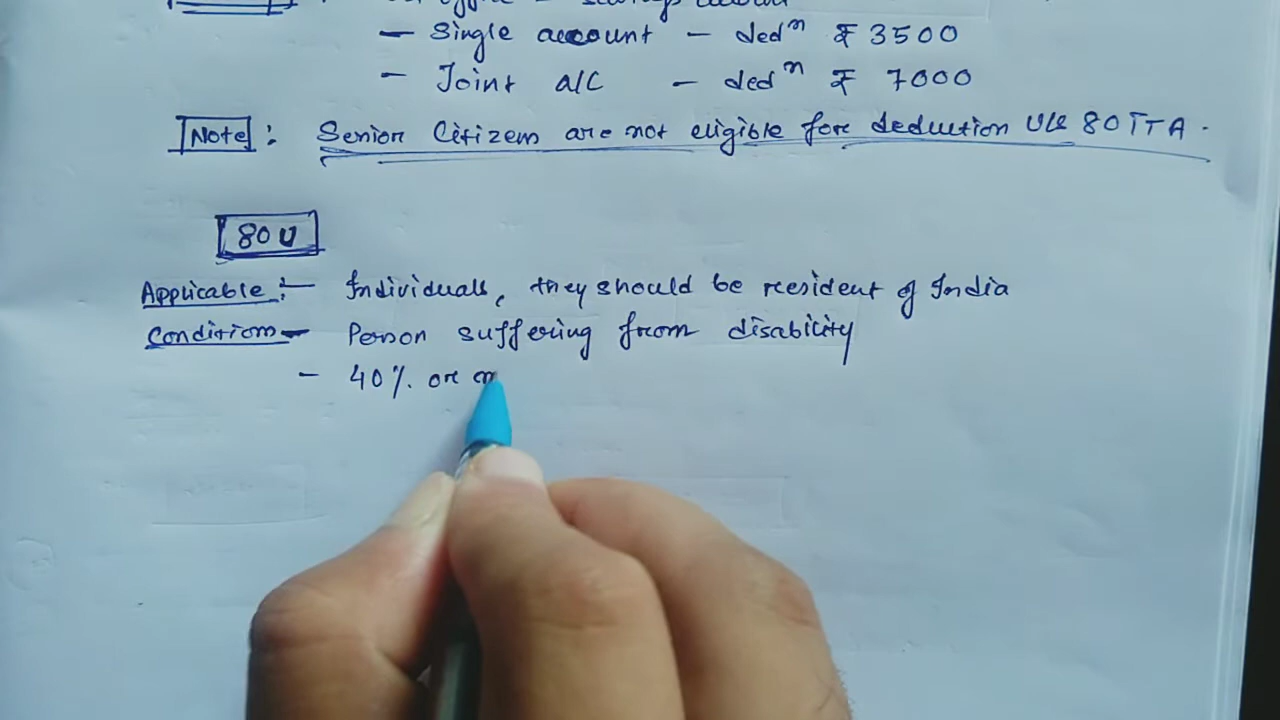 - Single account - dedn ₹ 3500
- Joint a/c - dedn ₹ 7000
Note : Senior Citizens are not eligible for deduction u/s 80TTA.
80U
Applicable :- Individuals, they should be resident of India
Condition - Person suffering from disability
- 40% or m